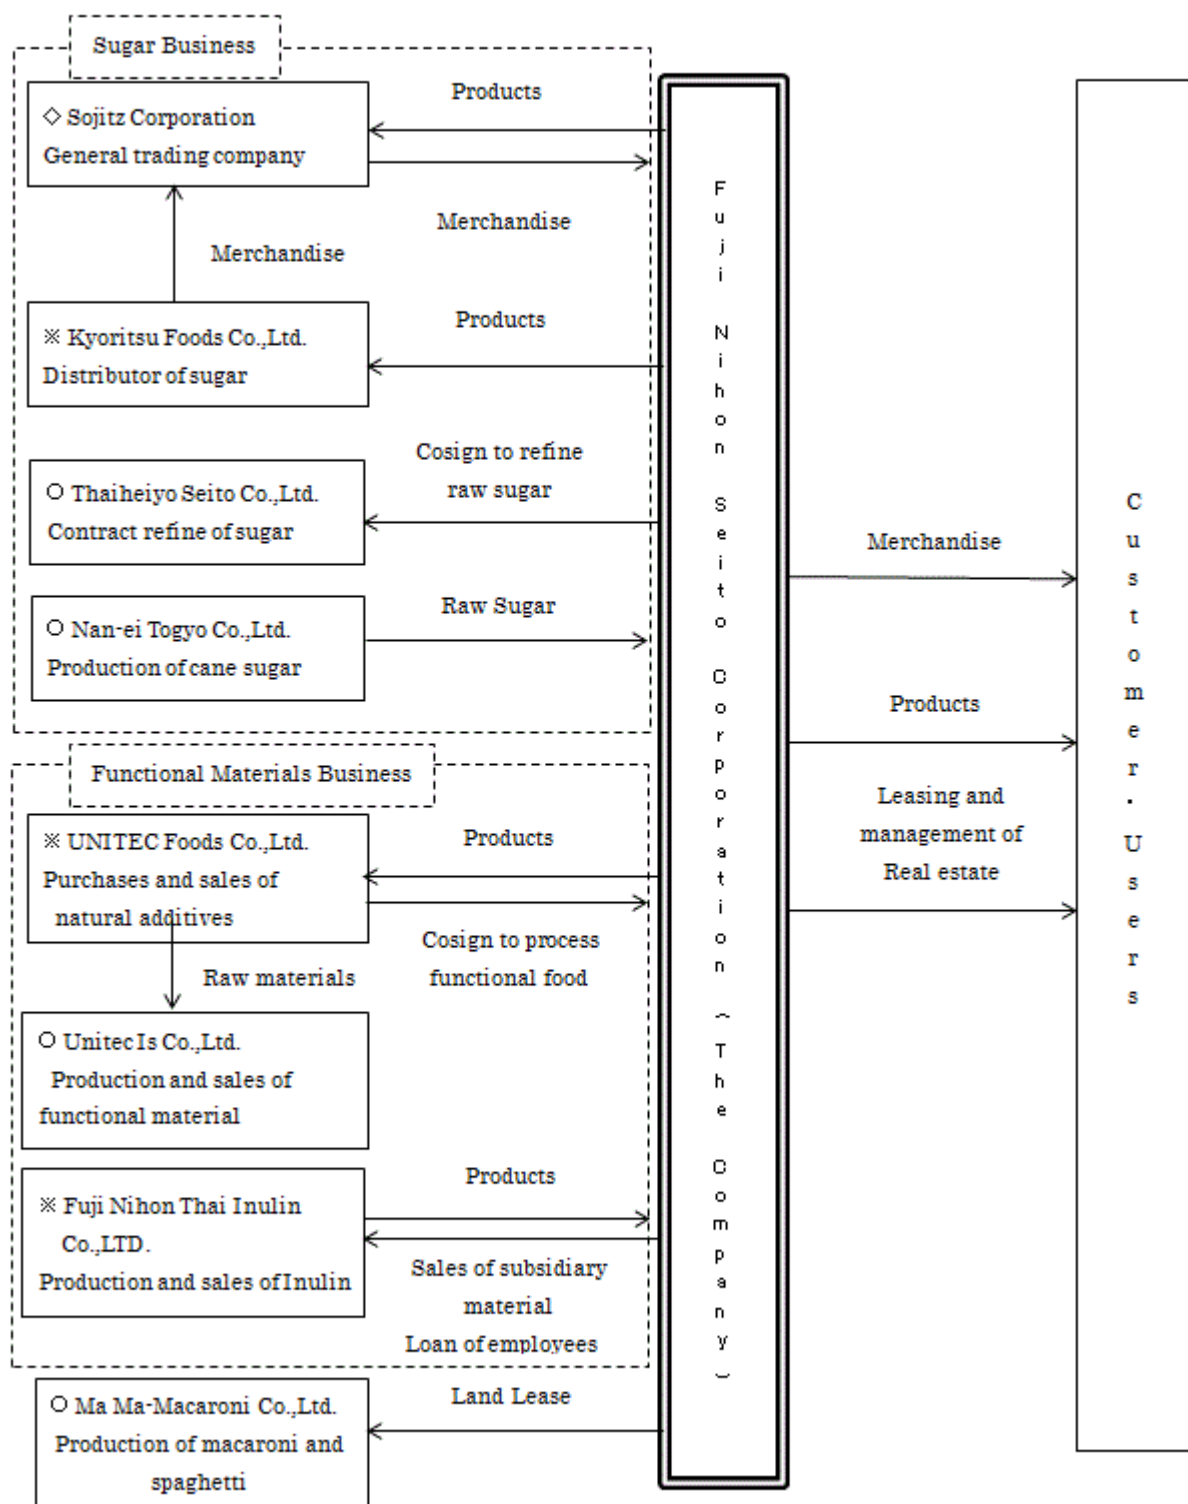 Sugar Business
◇ Sojitz Corporation
General trading company
Products
Merchandise
Merchandise
※ Kyoritsu Foods Co.,Ltd.
Distributor of sugar
Products
Cosign to refine
raw sugar
○ Thaiheiyo Seito Co.,Ltd.
Contract refine of sugar
Raw Sugar
○ Nan-ei Togyo Co.,Ltd.
Production of cane sugar
Functional Materials Business
※ UNITEC Foods Co.,Ltd.
Purchases and sales of
natural additives
Products
Cosign to process
functional food
Raw materials
○ Unitec Is Co.,Ltd.
Production and sales of
functional material
Products
※ Fuji Nihon Thai Inulin
Co.,LTD.
Production and sales of Inulin
Sales of subsidiary
material
Loan of employees
○ Ma Ma-Macaroni Co.,Ltd.
Production of macaroni and
spaghetti
Land Lease
Fuji Nihon Seito Corporation (The Company)
Merchandise
Products
Leasing and
management of
Real estate
Customer・Users